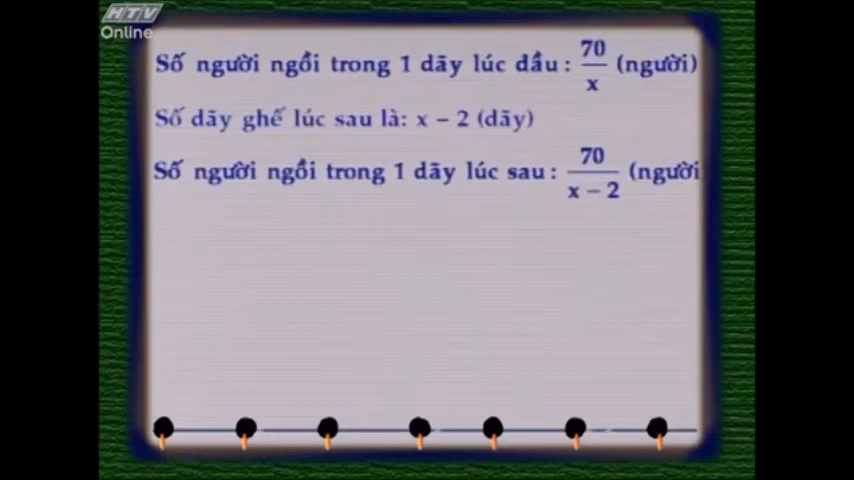 HTV
Online
Số người ngồi trong 1 dãy lúc đầu : 70/x (người)
Số dãy ghế lúc sau là: x – 2 (dãy)
Số người ngồi trong 1 dãy lúc sau : 70/(x – 2) (người